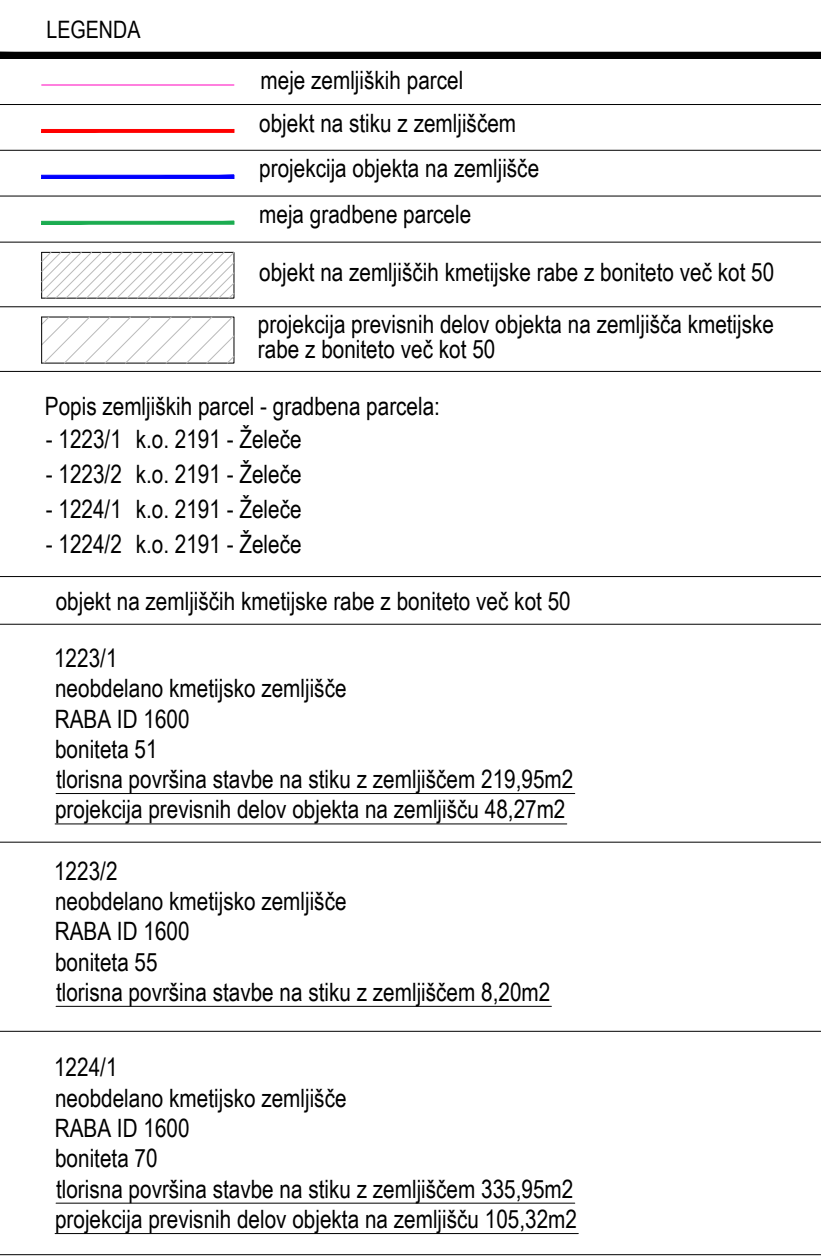 LEGENDA
meje zemljiških parcel
objekt na stiku z zemljiščem
projekcija objekta na zemljišče
meja gradbene parcele
objekt na zemljiščih kmetijske rabe z boniteto več kot 50
projekcija previsnih delov objekta na zemljišča kmetijske
rabe z boniteto več kot 50
Popis zemljiških parcel - gradbena parcela:
- 1223/1 k.o. 2191 - Želeče
- 1223/2 k.o. 2191 - Želeče
- 1224/1 k.o. 2191 - Želeče
- 1224/2 k.o. 2191 - Želeče
objekt na zemljiščih kmetijske rabe z boniteto več kot 50
1223/1
neobdelano kmetijsko zemljišče
RABA ID 1600
boniteta 51
tlorisna površina stavbe na stiku z zemljiščem 219,95m2
projekcija previsnih delov objekta na zemljišču 48,27m2
1223/2
neobdelano kmetijsko zemljišče
RABA ID 1600
boniteta 55
tlorisna površina stavbe na stiku z zemljiščem 8,20m2
1224/1
neobdelano kmetijsko zemljišče
RABA ID 1600
boniteta 70
tlorisna površina stavbe na stiku z zemljiščem 335,95m2
projekcija previsnih delov objekta na zemljišču 105,32m2